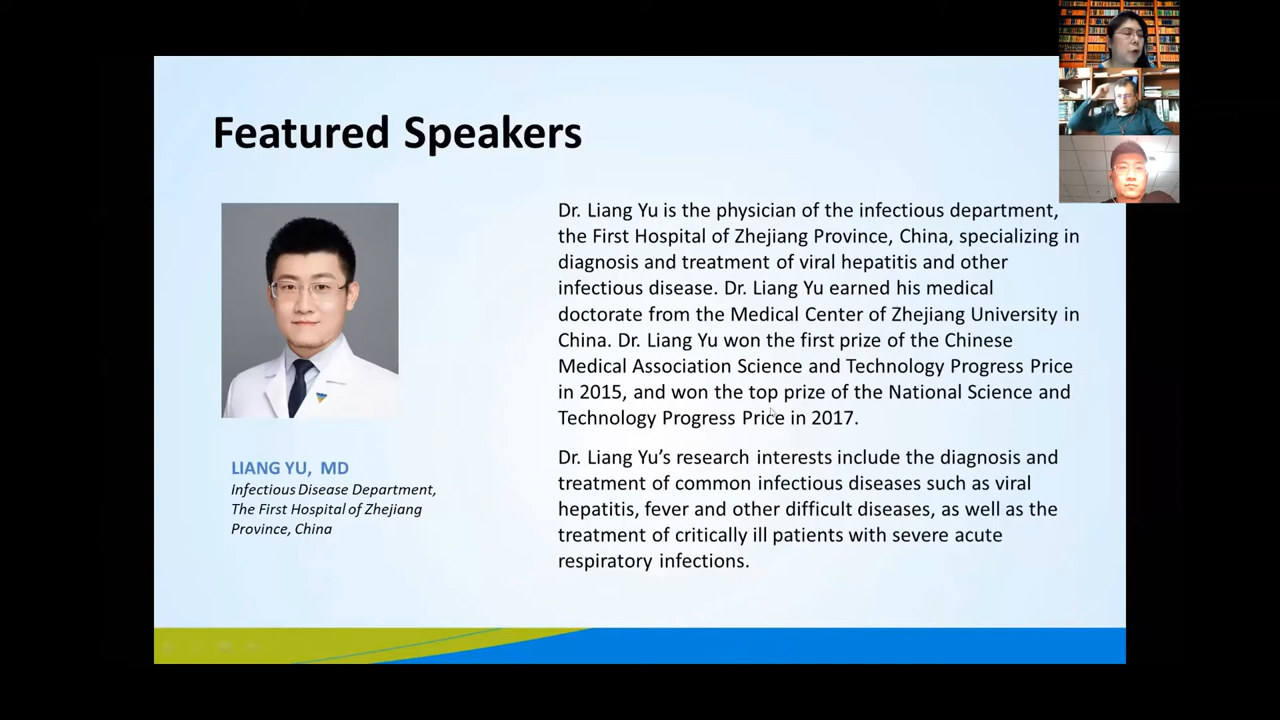 Featured Speakers
Dr. Liang Yu is the physician of the infectious department,
the First Hospital of Zhejiang Province, China, specializing in
diagnosis and treatment of viral hepatitis and other
infectious disease. Dr. Liang Yu earned his medical
doctorate from the Medical Center of Zhejiang University in
China. Dr. Liang Yu won the first prize of the Chinese
Medical Association Science and Technology Progress Price
in 2015, and won the top prize of the National Science and
Technology Progress Price in 2017.
Dr. Liang Yu’s research interests include the diagnosis and
treatment of common infectious diseases such as viral
hepatitis, fever and other difficult diseases, as well as the
treatment of critically ill patients with severe acute
respiratory infections.
LIANG YU, MD
Infectious Disease Department,
The First Hospital of Zhejiang
Province, China